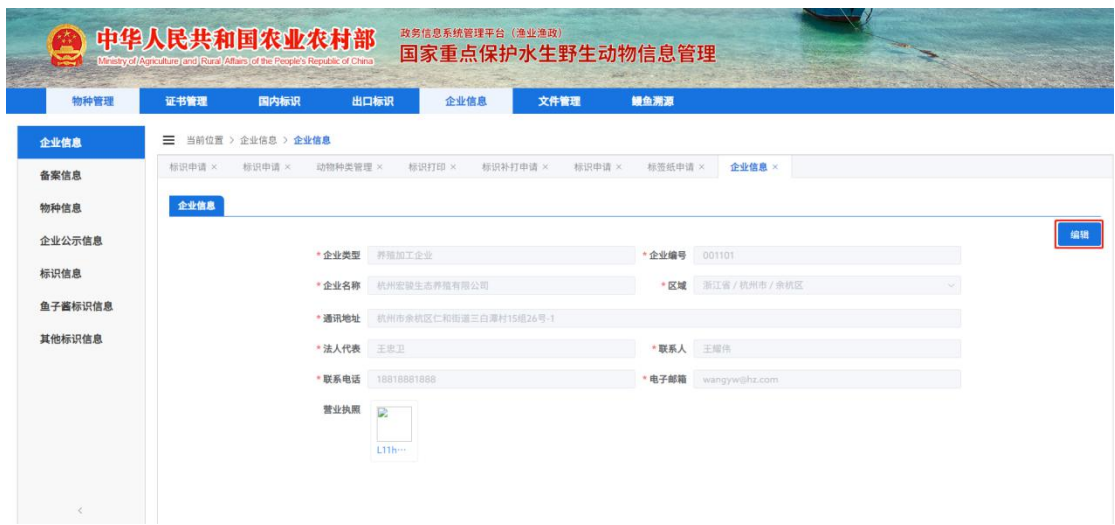 中华人民共和国农业农村部
Ministry of Agriculture and Rural Affairs of the People's Republic of China
政务信息系统管理平台（渔业渔政）
国家重点保护水生野生动物信息管理
物种管理 证书管理 国内标识 出口标识 企业信息 文件管理 鳗鱼溯源
企业信息
备案信息
物种信息
企业公示信息
标识信息
鱼子酱标识信息
其他标识信息
当前位置 > 企业信息 > 企业信息
标识申请 × 标识申请 × 动物种类管理 × 标识打印 × 标识补打申请 × 标识申请 × 标签纸申请 × 企业信息 ×
企业信息
编辑
* 企业类型 养殖加工企业 * 企业编号 001101
* 企业名称 杭州宏骏生态养殖有限公司 * 区域 浙江省 / 杭州市 / 余杭区
* 通讯地址 杭州市余杭区仁和街道三白潭村15组26号-1
* 法人代表 王忠卫 * 联系人 王耀伟
* 联系电话 18818881888 * 电子邮箱 wangyw@hz.com
营业执照
L11h···